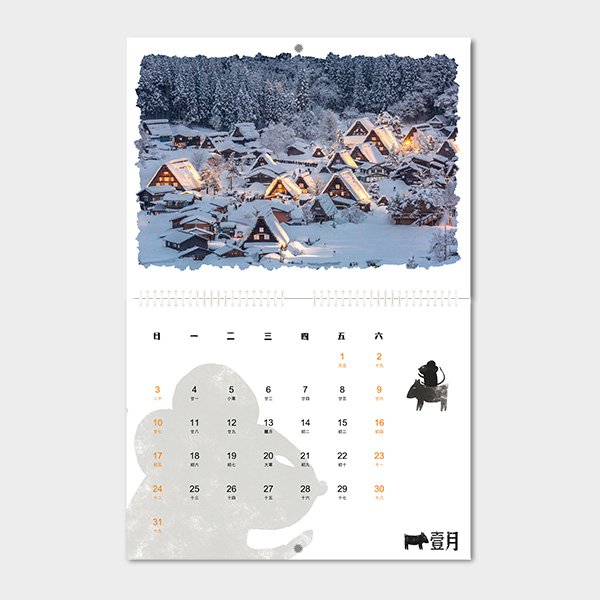 日 一 二 三 四 五 六
1 2
十九
3 4 5 6 7 8 9
二十 廿一 小寒 廿三 廿四 廿五 廿六
10 11 12 13 14 15 16
廿七 廿八 廿九 臘月 初二 初三 初四
17 18 19 20 21 22 23
初五 初六 初七 大寒 初九 初十 十一
24 25 26 27 28 29 30
十二 十三 十四 十五 十六 十七 十八
31
十九
壹月